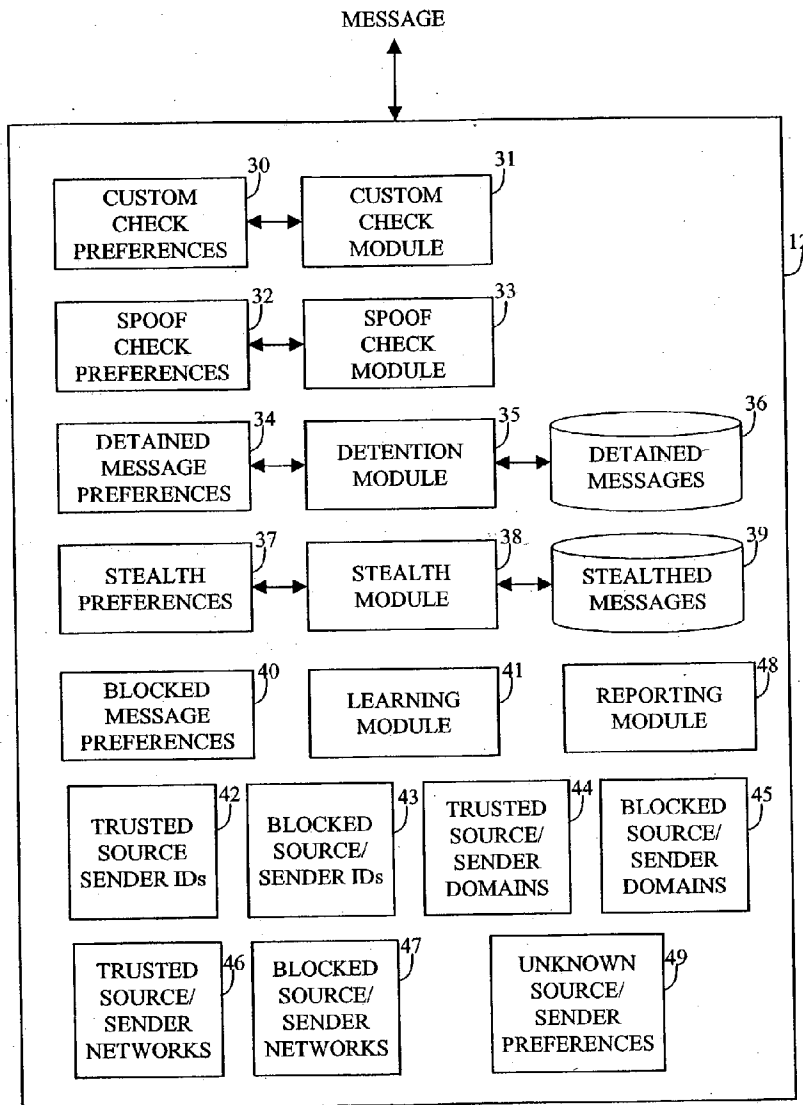 MESSAGE
30
CUSTOM
CHECK
PREFERENCES
31
CUSTOM
CHECK
MODULE
12
32
SPOOF
CHECK
PREFERENCES
33
SPOOF
CHECK
MODULE
34
DETAINED
MESSAGE
PREFERENCES
35
DETENTION
MODULE
36
DETAINED
MESSAGES
37
STEALTH
PREFERENCES
38
STEALTH
MODULE
39
STEALTHED
MESSAGES
40
BLOCKED
MESSAGE
PREFERENCES
41
LEARNING
MODULE
48
REPORTING
MODULE
42
TRUSTED
SOURCE
SENDER IDs
43
BLOCKED
SOURCE/
SENDER IDs
44
TRUSTED
SOURCE/
SENDER
DOMAINS
45
BLOCKED
SOURCE/
SENDER
DOMAINS
46
TRUSTED
SOURCE/
SENDER
NETWORKS
47
BLOCKED
SOURCE/
SENDER
NETWORKS
49
UNKNOWN
SOURCE/
SENDER
PREFERENCES